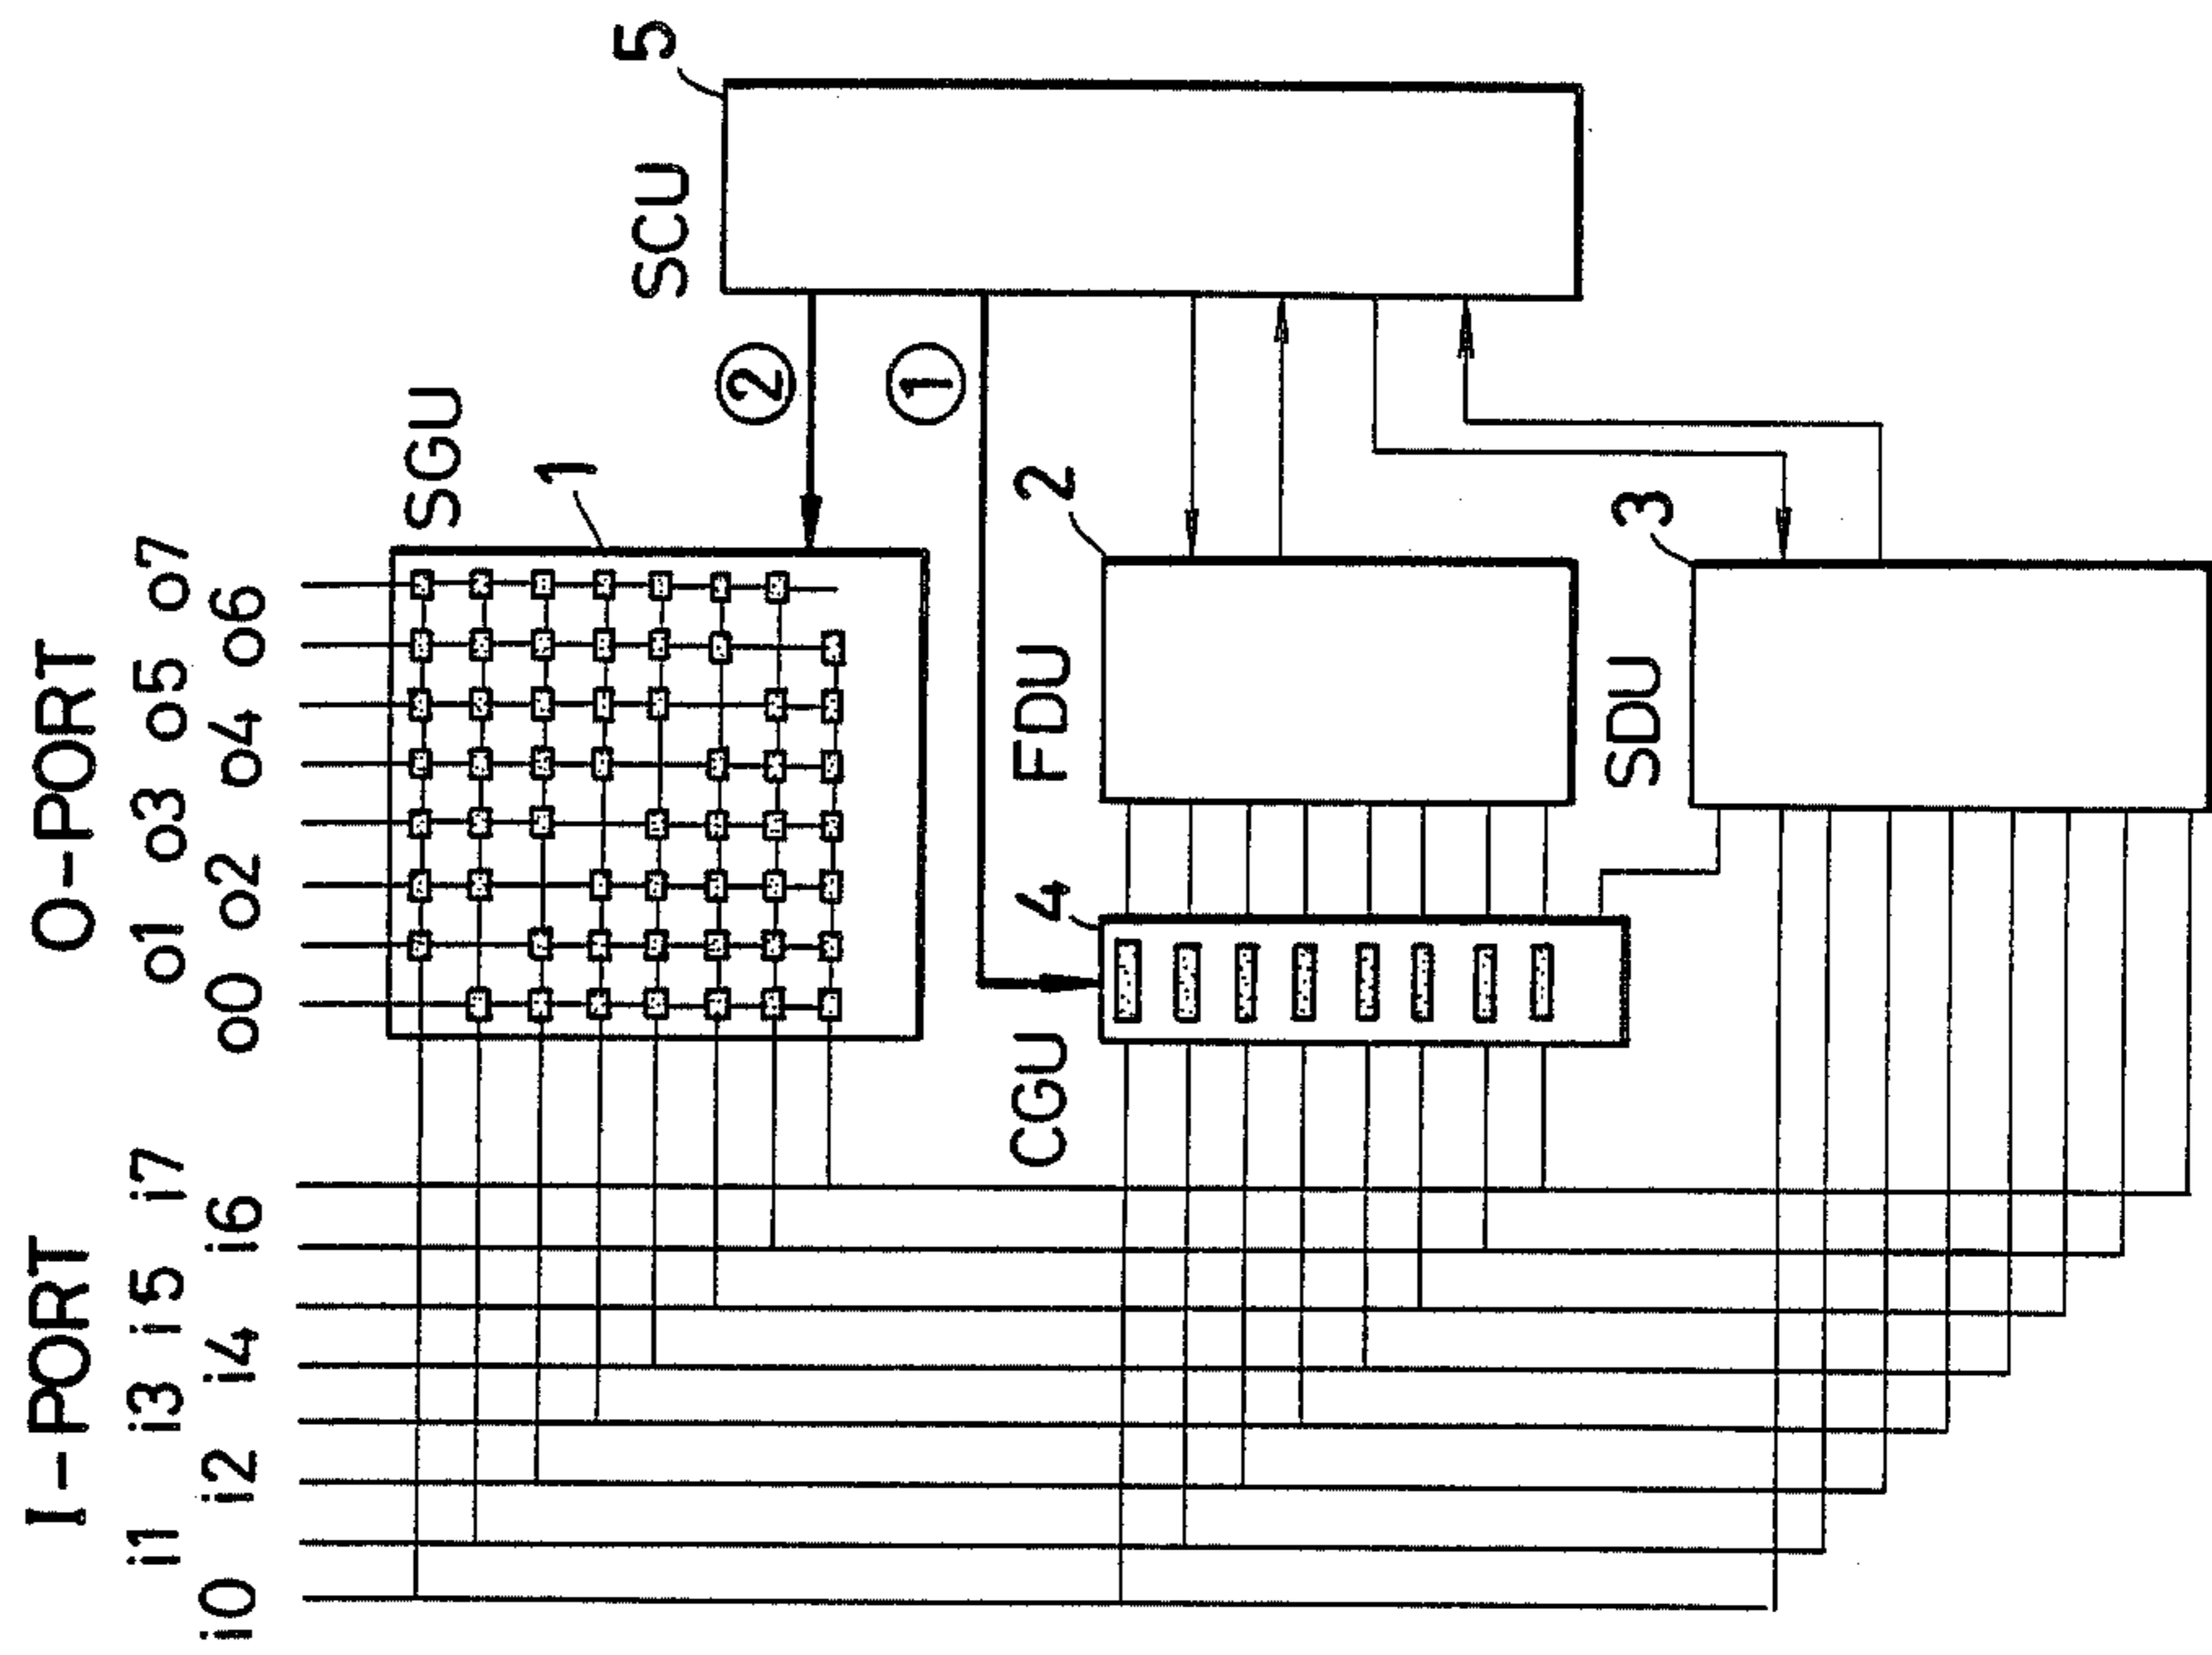 I-PORT
i0 i1 i2 i3 i4 i5 i6 i7
O-PORT
o0 o1 o2 o3 o4 o5 o6 o7
SGU
1
②
①
SCU
5
CGU
4
FDU
2
SDU
3